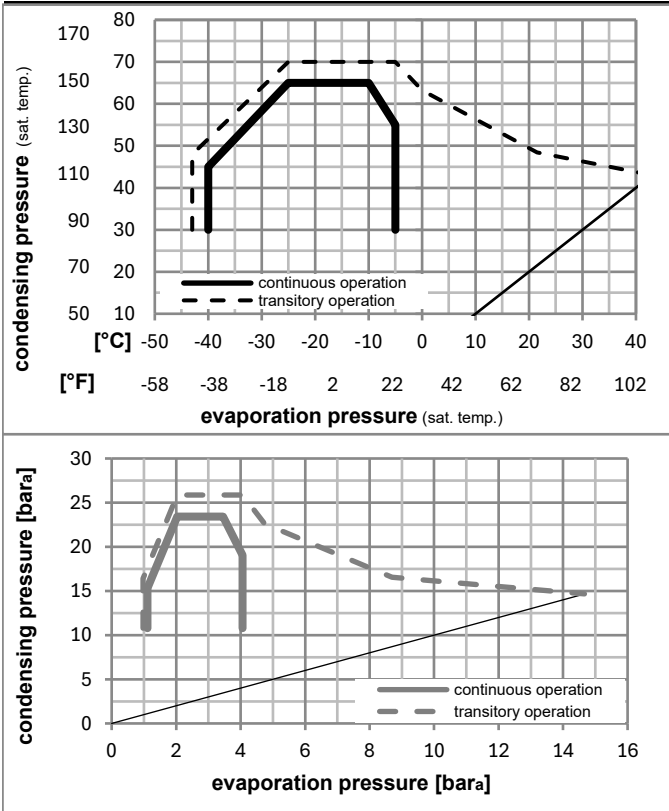 condensing pressure (sat. temp.)
170 80
70
150
60
130
50
110
40
90
30
70
20
50 10
continuous operation
transitory operation
[°C] -50 -40 -30 -20 -10 0 10 20 30 40
[°F] -58 -38 -18 2 22 42 62 82 102
evaporation pressure (sat. temp.)
condensing pressure [bara]
30
25
20
15
10
5
0
continuous operation
transitory operation
0 2 4 6 8 10 12 14 16
evaporation pressure [bara]